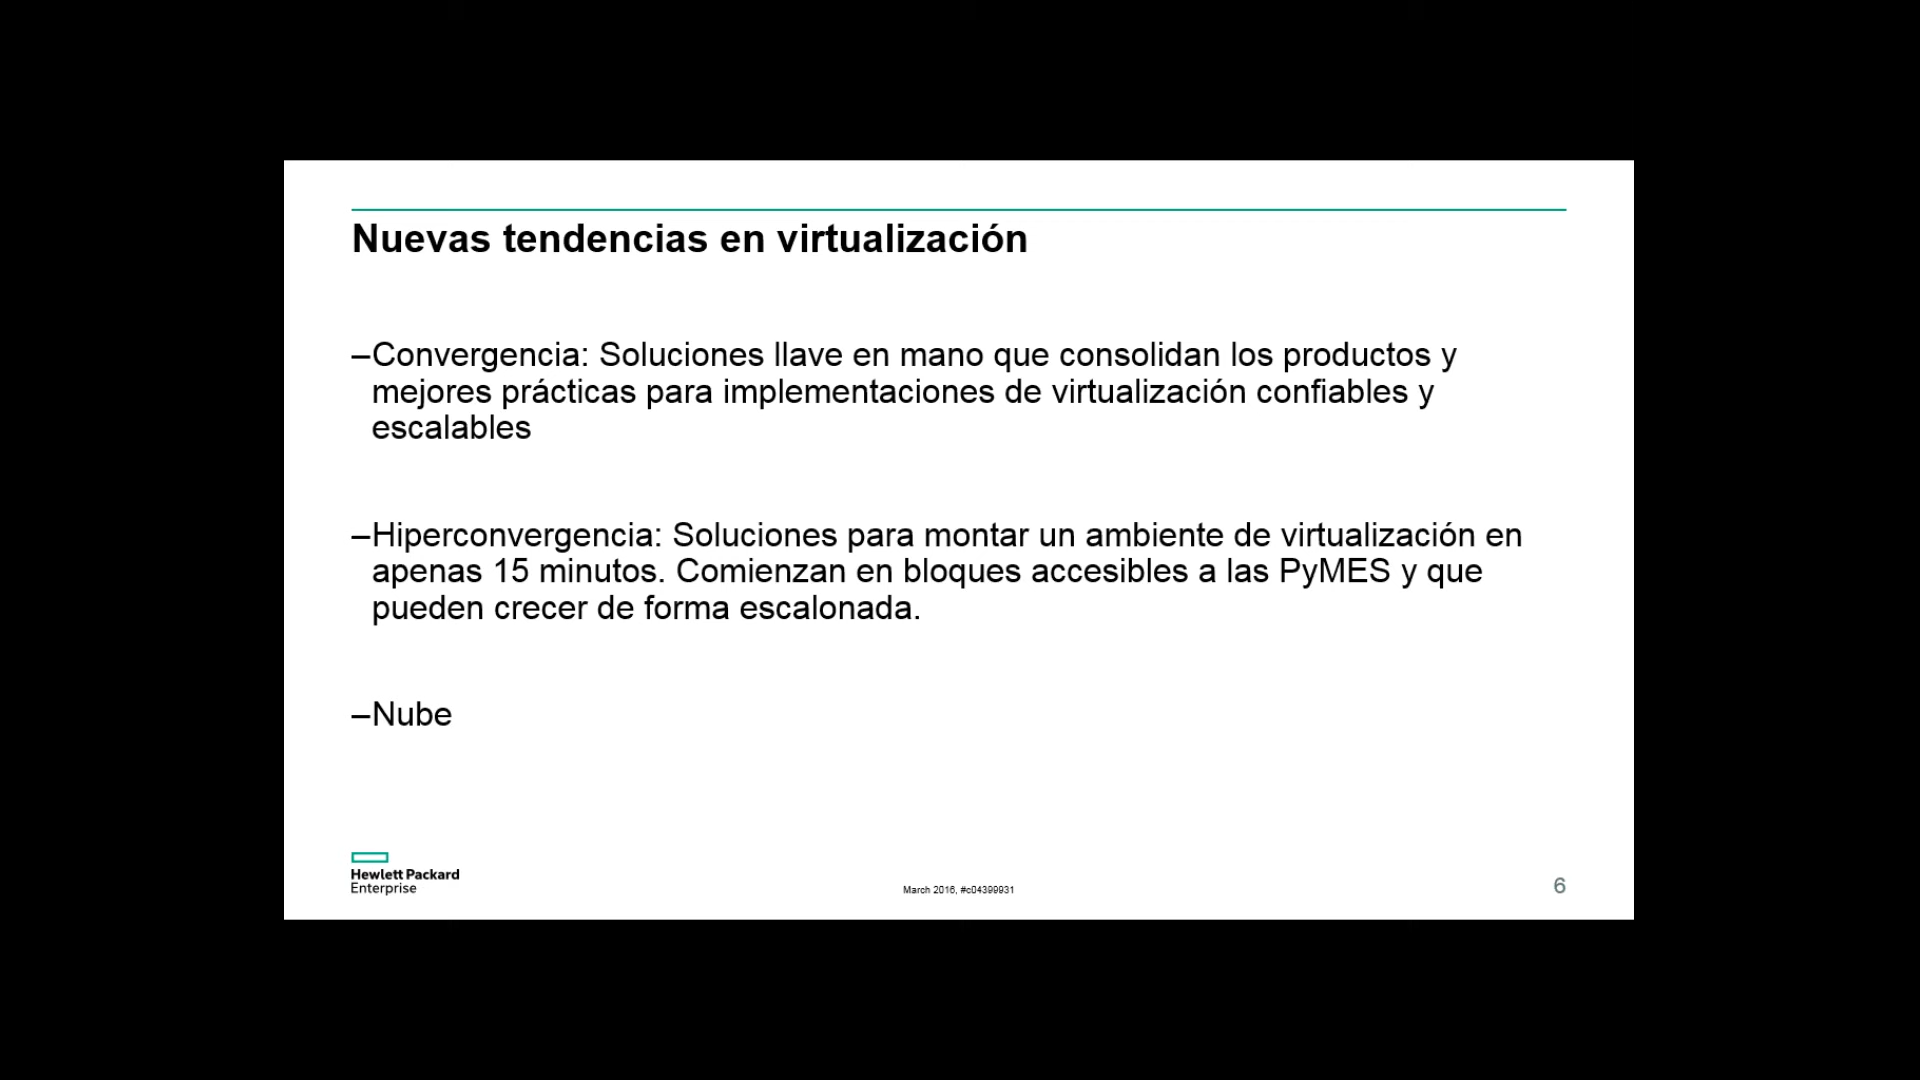 Nuevas tendencias en virtualización
–Convergencia: Soluciones llave en mano que consolidan los productos y
mejores prácticas para implementaciones de virtualización confiables y
escalables
–Hiperconvergencia: Soluciones para montar un ambiente de virtualización en
apenas 15 minutos. Comienzan en bloques accesibles a las PyMES y que
pueden crecer de forma escalonada.
–Nube
Hewlett Packard
Enterprise
March 2016, #c04399931
6